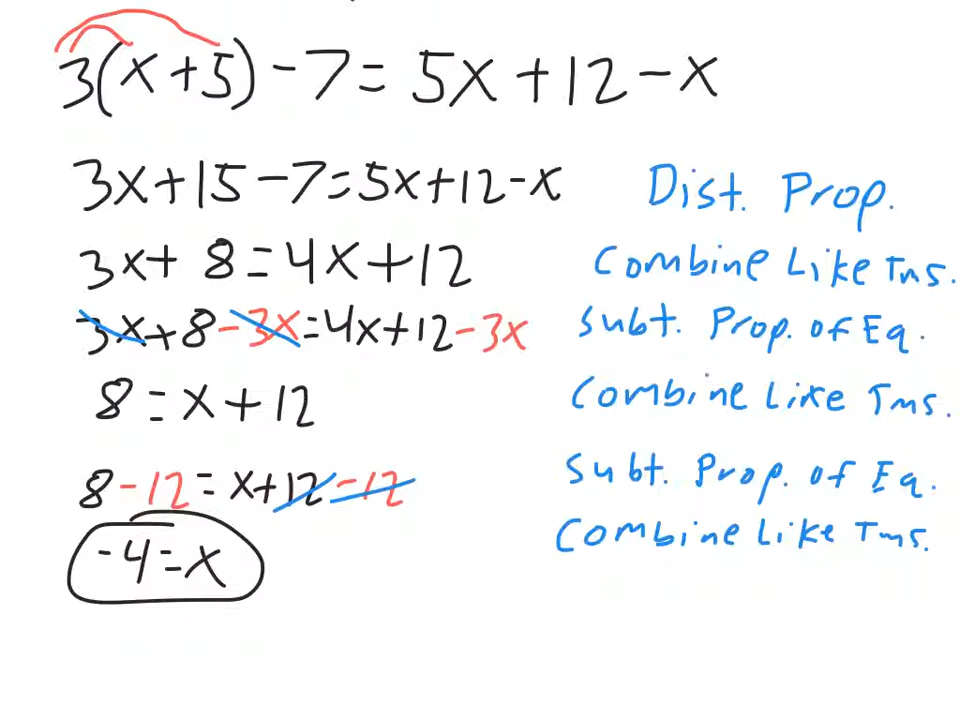 3(x+5)-7=5x+12-x
3x+15-7=5x+12-x Dist. Prop.
3x+8=4x+12 Combine Like Tms.
3x+8-3x=4x+12-3x Subt. Prop. of Eq.
8=x+12 Combine Like Tms.
8-12=x+12-12 Subt. Prop. of Eq.
-4=x Combine Like Tms.